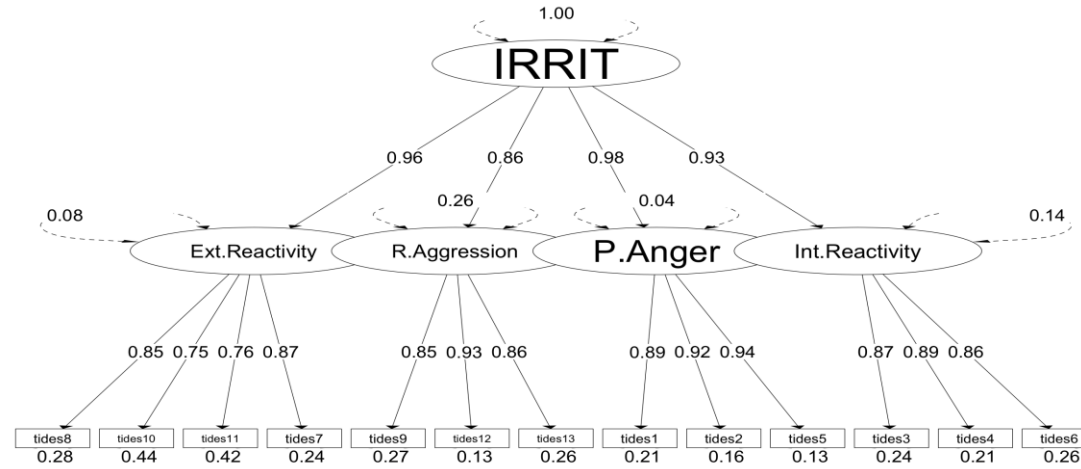 1.00
IRRIT
0.96 0.86 0.98 0.93
0.08 0.26 0.04 0.14
Ext.Reactivity R.Aggression P.Anger Int.Reactivity
0.85 0.75 0.76 0.87 0.85 0.93 0.86 0.89 0.92 0.94 0.87 0.89 0.86
tides8 tides10 tides11 tides7 tides9 tides12 tides13 tides1 tides2 tides5 tides3 tides4 tides6
0.28 0.44 0.42 0.24 0.27 0.13 0.26 0.21 0.16 0.13 0.24 0.21 0.26